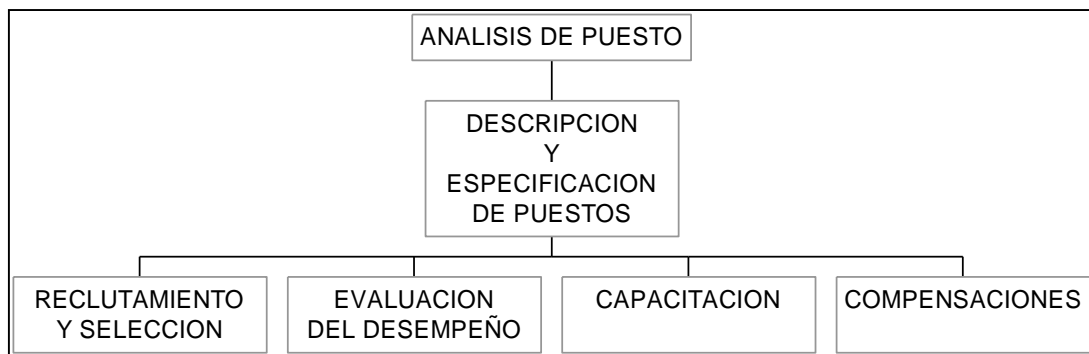 ANALISIS DE PUESTO
DESCRIPCION
Y
ESPECIFICACION
DE PUESTOS
RECLUTAMIENTO
Y SELECCION
EVALUACION
DEL DESEMPEÑO
CAPACITACION
COMPENSACIONES